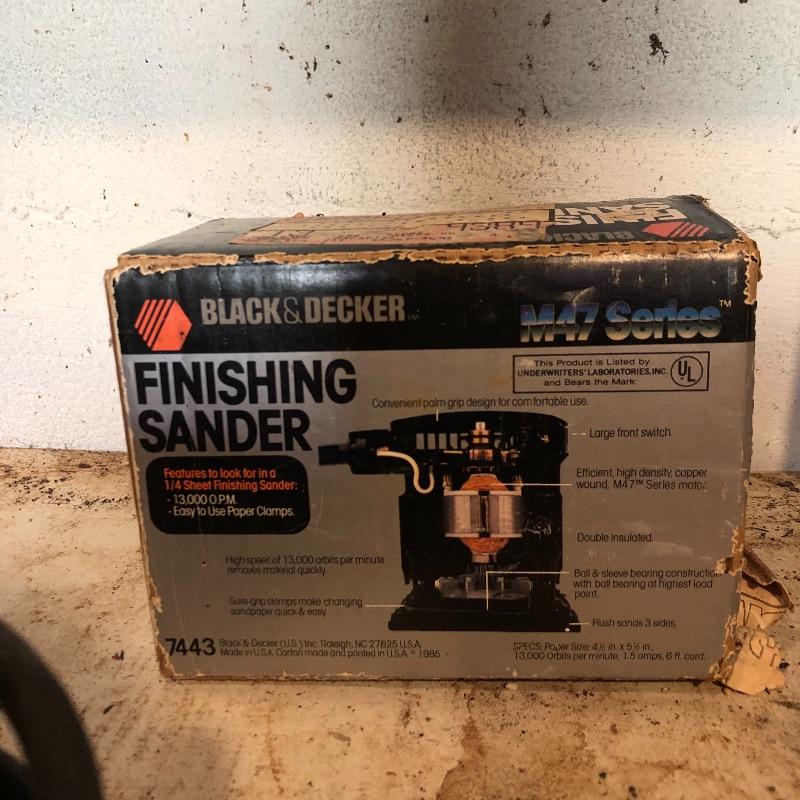 BLACK & DECKER™
M47 Series™
FINISHING
SANDER
This Product is Listed by
UNDERWRITERS' LABORATORIES, INC.
and Bears the Mark:
UL
Convenient palm grip design for comfortable use.
Large front switch.
Features to look for in a
1/4 Sheet Finishing Sander:
· 13,000 O.P.M.
· Easy to Use Paper Clamps.
Efficient, high density, copper
wound, M47™ Series motor.
Double insulated.
High speed of 13,000 orbits per minute
removes material quickly.
Ball & sleeve bearing construction
with ball bearing at highest load
point.
Sure-grip clamps make changing
sandpaper quick & easy.
Flush sands 3 sides.
7443
Black & Decker (U.S.) Inc. Raleigh, NC 27625 U.S.A.
Made in U.S.A. Carton made and printed in U.S.A. © 1985
SPECS: Paper Size: 4½ in. x 5½ in.,
13,000 Orbits per minute, 1.5 amps, 6 ft. cord.